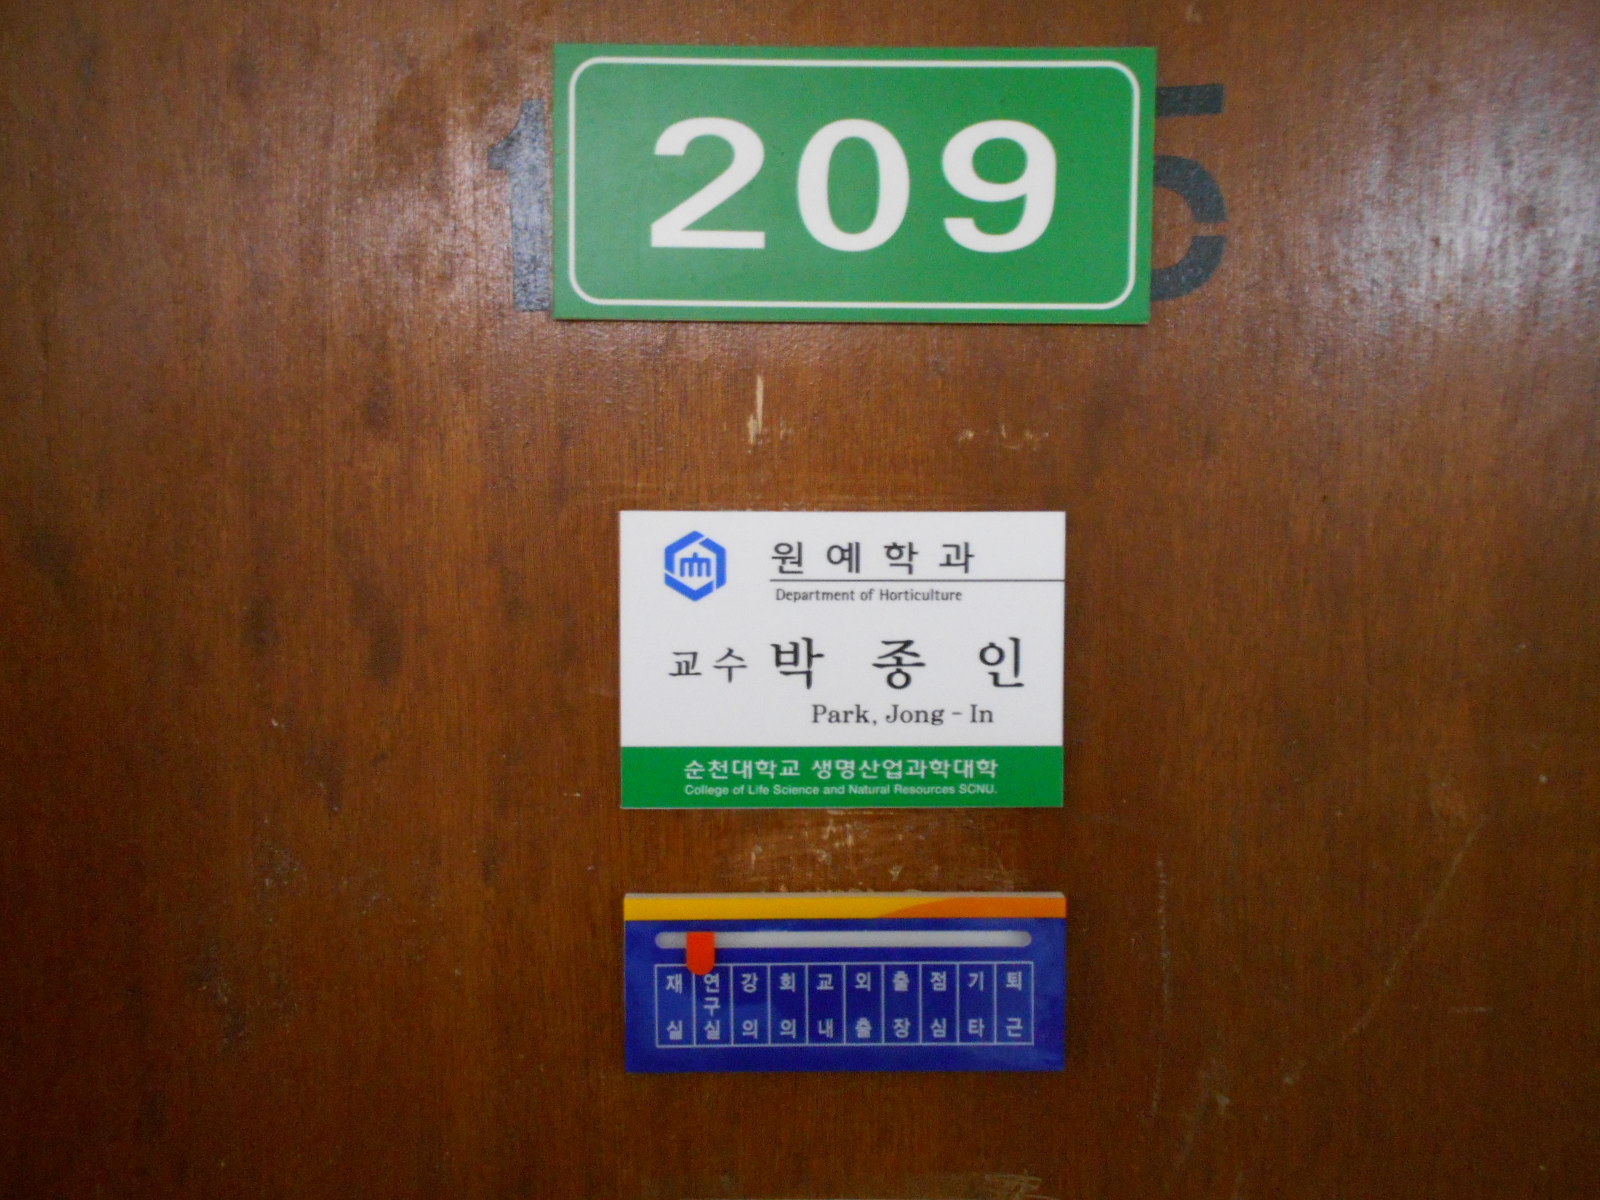 1 5
209
원예학과
Department of Horticulture
교수 박 종 인
Park, Jong - In
순천대학교 생명산업과학대학
College of Life Science and Natural Resources SCNU.
재실 연구실 강의 회의 교내 외출 출장 점심 기타 퇴근